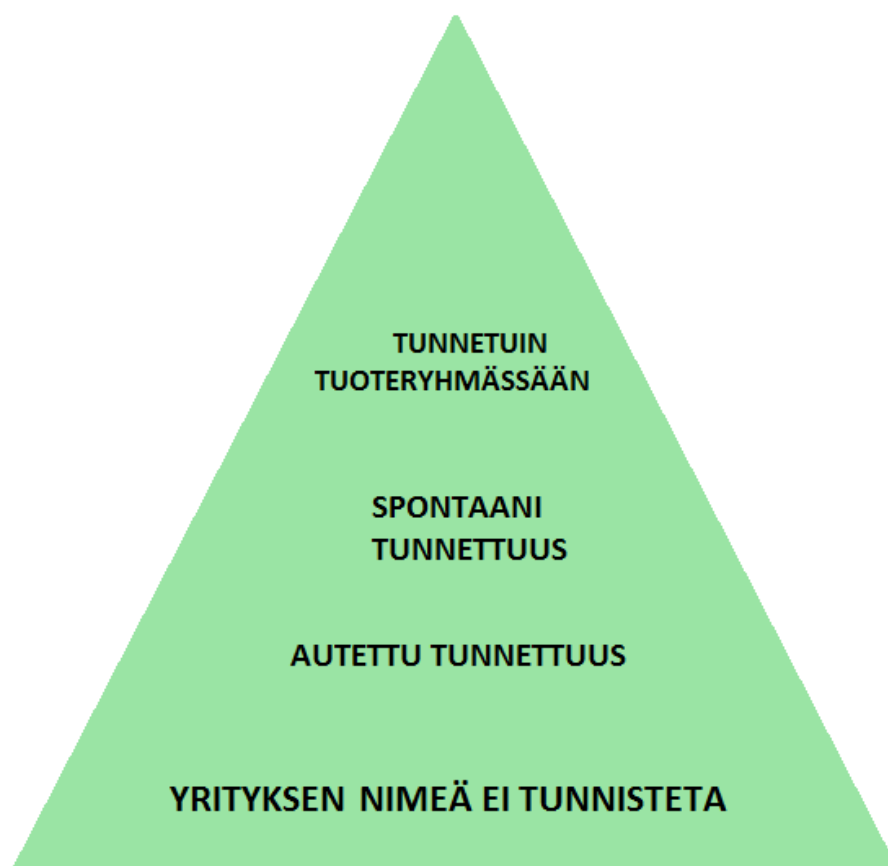 TUNNETUIN
TUOTERYHMÄSSÄÄN
SPONTAANI
TUNNETTUUS
AUTETTU TUNNETTUUS
YRITYKSEN NIMEÄ EI TUNNISTETA